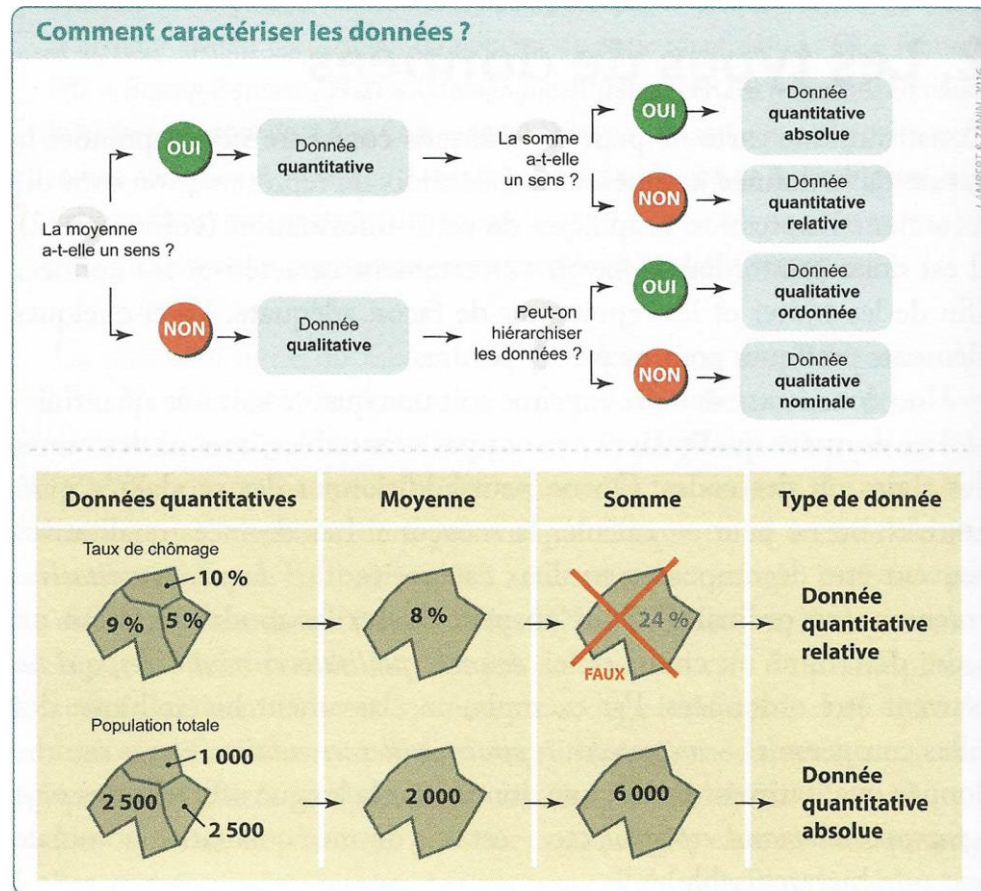 Comment caractériser les données ?
La moyenne
a-t-elle un sens ?
OUI
Donnée
quantitative
La somme
a-t-elle
un sens ?
OUI
Donnée
quantitative
absolue
NON
Donnée
quantitative
relative
NON
Donnée
qualitative
Peut-on
hiérarchiser
les données ?
OUI
Donnée
qualitative
ordonnée
NON
Donnée
qualitative
nominale
LAMBERT & ZANIN, 2016
Données quantitatives
Moyenne
Somme
Type de donnée
Taux de chômage
10 %
9 %
5 %
8 %
24 %
FAUX
Donnée
quantitative
relative
Population totale
1 000
2 500
2 500
2 000
6 000
Donnée
quantitative
absolue